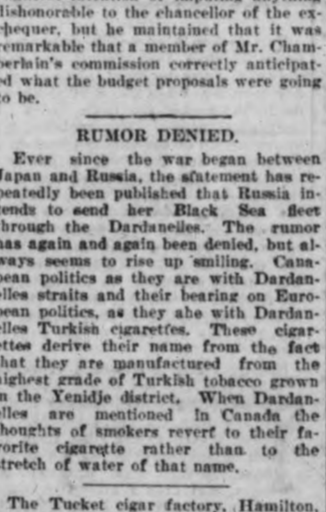 dishonorable to the chancellor of the ex-
chequer, but he maintained that it was
remarkable that a member of Mr. Cham-
berlain's commission correctly anticipat-
ed what the budget proposals were going
to be.
RUMOR DENIED.
Ever since the war began between
Japan and Russia, the statement has re-
peatedly been published that Russia in-
tends to send her Black Sea fleet
through the Dardanelles. The rumor
has again and again been denied, but al-
ways seems to rise up smiling. Cana-
pean politics as they are with Dardan-
elles straits and their bearing on Euro-
pean politics, as they abe with Dardan-
elles Turkish cigarettes. These cigar-
ettes derive their name from the fact
that they are manufactured from the
highest grade of Turkish tobacco grown
in the Yenidje district. When Dardan-
elles are mentioned in Canada the
thoughts of smokers revert to their fa-
vorite cigarette rather than to the
stretch of water of that name.
The Tucket cigar factory, Hamilton,